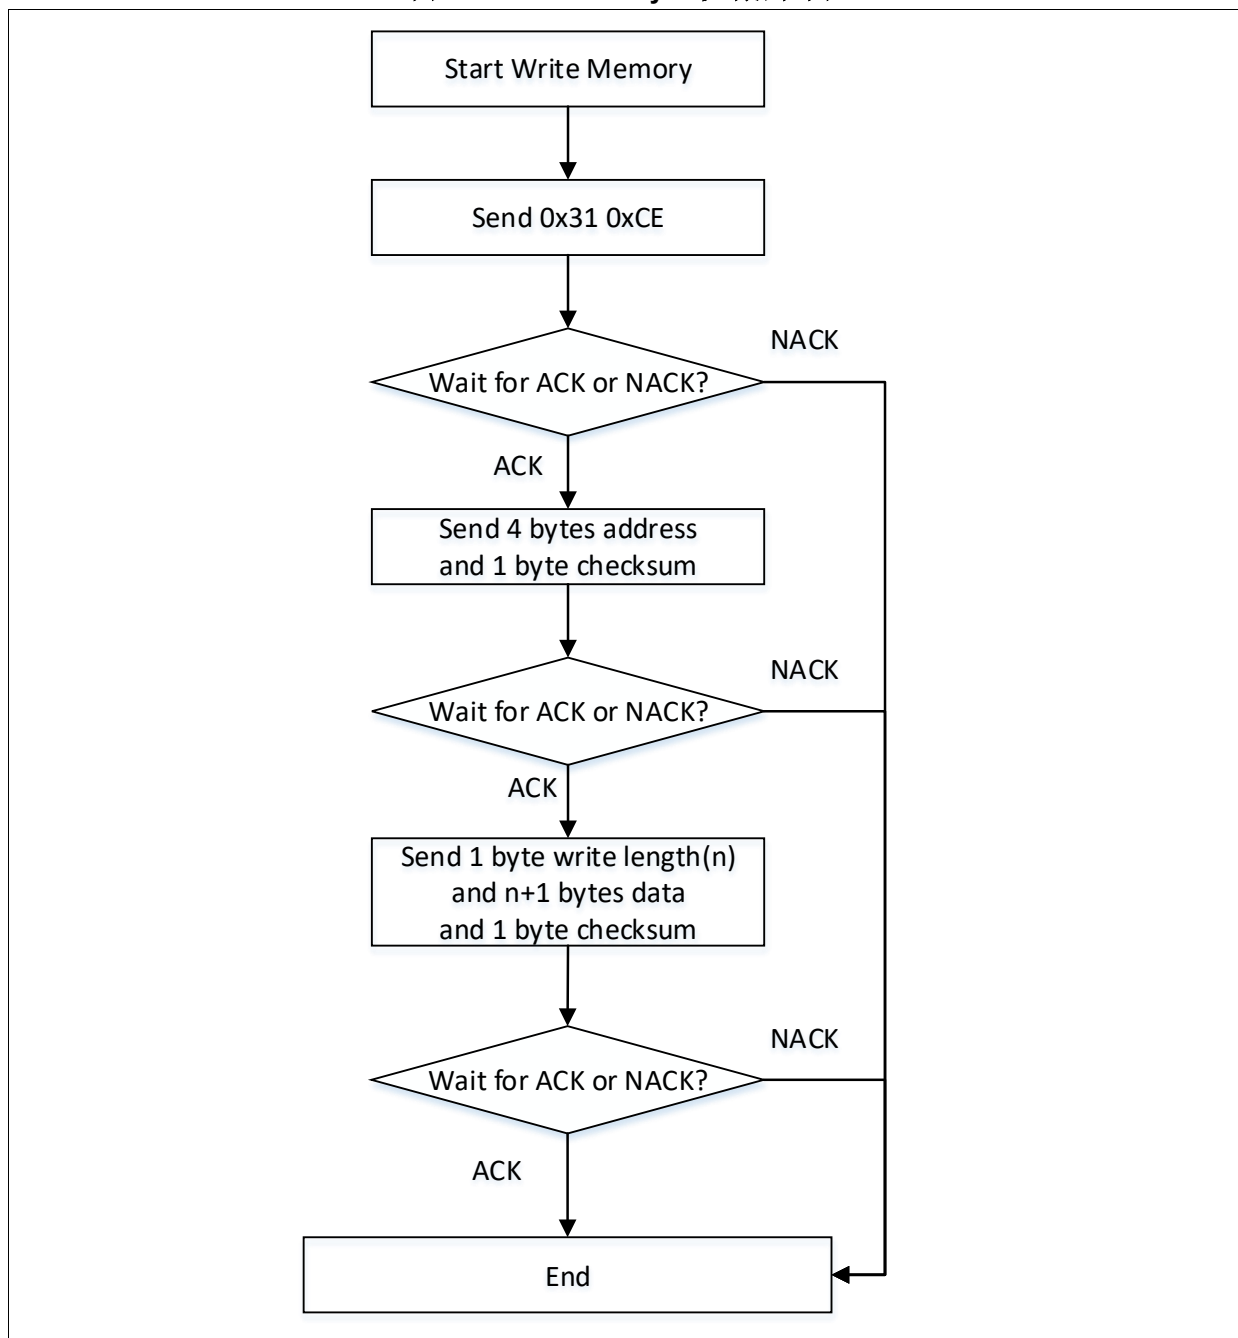 Start Write Memory
Send 0x31 0xCE
NACK
Wait for ACK or NACK?
ACK
Send 4 bytes address
and 1 byte checksum
NACK
Wait for ACK or NACK?
ACK
Send 1 byte write length(n)
and n+1 bytes data
and 1 byte checksum
NACK
Wait for ACK or NACK?
ACK
End